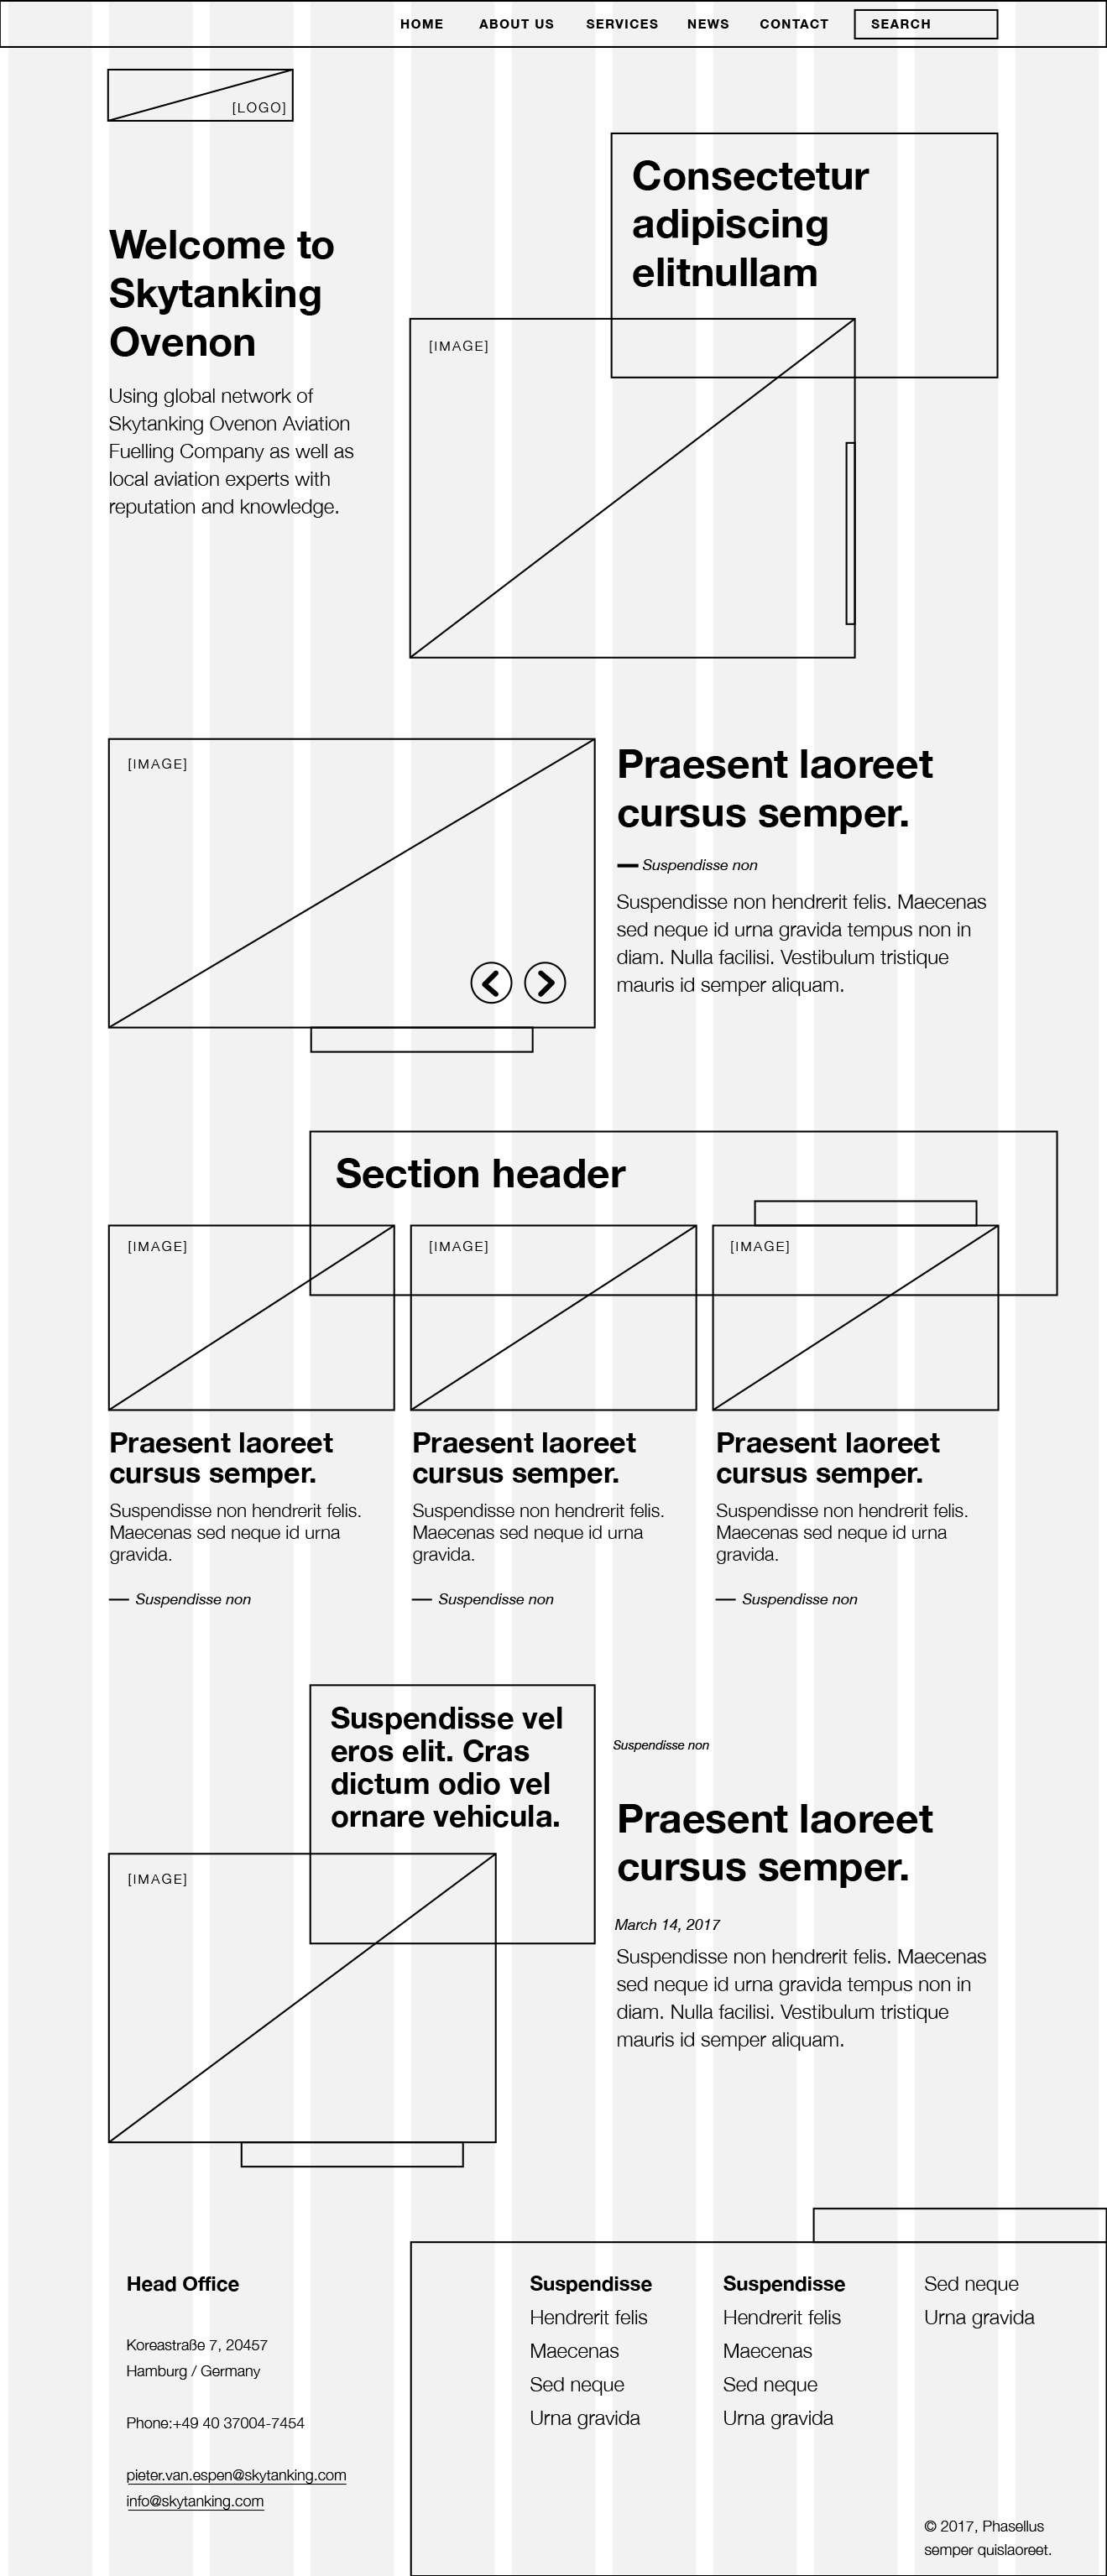 HOME ABOUT US SERVICES NEWS CONTACT SEARCH
[LOGO]
Consectetur
adipiscing
elitnullam
Welcome to
Skytanking
Ovenon
Using global network of
Skytanking Ovenon Aviation
Fuelling Company as well as
local aviation experts with
reputation and knowledge.
[IMAGE]
[IMAGE]
Praesent laoreet
cursus semper.
Suspendisse non
Suspendisse non hendrerit felis. Maecenas
sed neque id urna gravida tempus non in
diam. Nulla facilisi. Vestibulum tristique
mauris id semper aliquam.
Section header
[IMAGE]
Praesent laoreet
cursus semper.
Suspendisse non hendrerit felis.
Maecenas sed neque id urna
gravida.
Suspendisse non
[IMAGE]
Praesent laoreet
cursus semper.
Suspendisse non hendrerit felis.
Maecenas sed neque id urna
gravida.
Suspendisse non
[IMAGE]
Praesent laoreet
cursus semper.
Suspendisse non hendrerit felis.
Maecenas sed neque id urna
gravida.
Suspendisse non
Suspendisse vel
eros elit. Cras
dictum odio vel
ornare vehicula.
[IMAGE]
Suspendisse non
Praesent laoreet
cursus semper.
March 14, 2017
Suspendisse non hendrerit felis. Maecenas
sed neque id urna gravida tempus non in
diam. Nulla facilisi. Vestibulum tristique
mauris id semper aliquam.
Head Office
Koreastraße 7, 20457
Hamburg / Germany
Phone:+49 40 37004-7454
pieter.van.espen@skytanking.com
info@skytanking.com
Suspendisse
Hendrerit felis
Maecenas
Sed neque
Urna gravida
Suspendisse
Hendrerit felis
Maecenas
Sed neque
Urna gravida
Sed neque
Urna gravida
© 2017, Phasellus
semper quislaoreet.